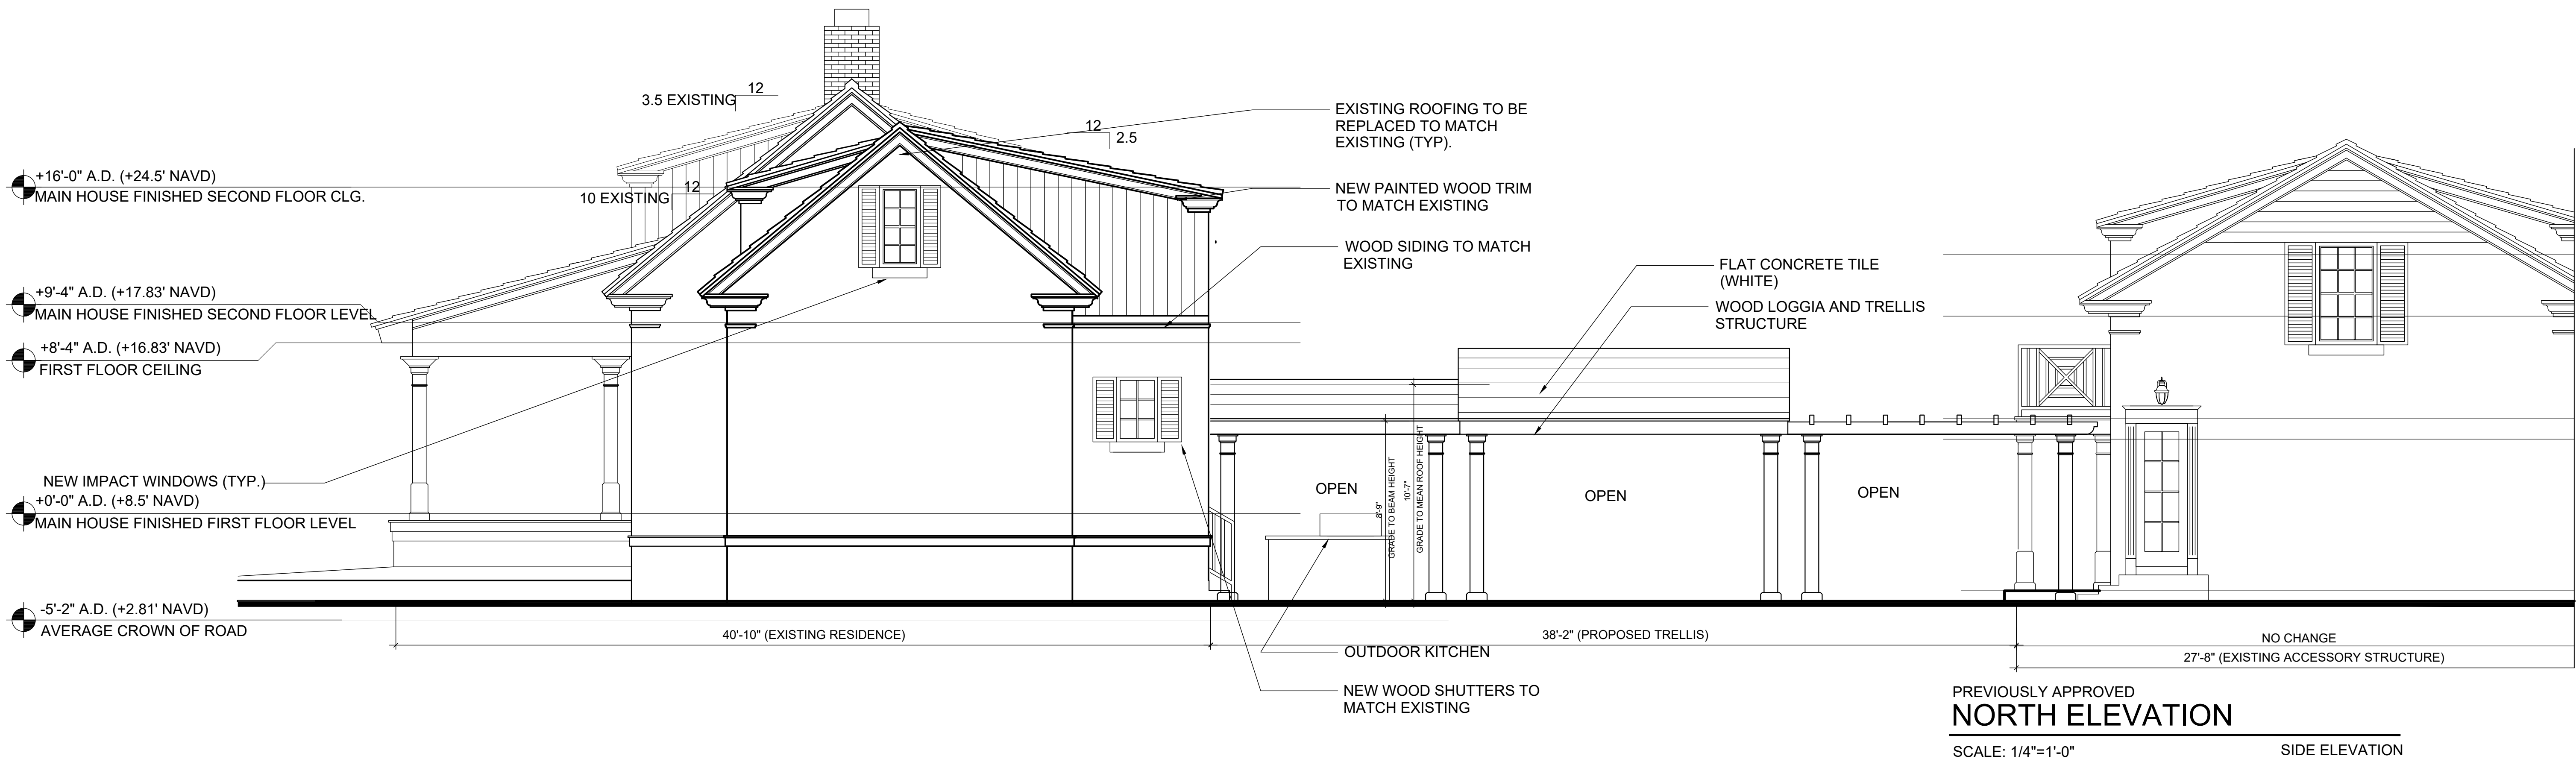 12
3.5 EXISTING
12
2.5
12
10 EXISTING
EXISTING ROOFING TO BE
REPLACED TO MATCH
EXISTING (TYP).
+16'-0" A.D. (+24.5' NAVD)
MAIN HOUSE FINISHED SECOND FLOOR CLG.
NEW PAINTED WOOD TRIM
TO MATCH EXISTING
WOOD SIDING TO MATCH
EXISTING
FLAT CONCRETE TILE
(WHITE)
WOOD LOGGIA AND TRELLIS
STRUCTURE
+9'-4" A.D. (+17.83' NAVD)
MAIN HOUSE FINISHED SECOND FLOOR LEVEL
+8'-4" A.D. (+16.83' NAVD)
FIRST FLOOR CEILING
NEW IMPACT WINDOWS (TYP.)
+0'-0" A.D. (+8.5' NAVD)
MAIN HOUSE FINISHED FIRST FLOOR LEVEL
OPEN
8'-9"
GRADE TO BEAM HEIGHT
10'-7"
GRADE TO MEAN ROOF HEIGHT
OPEN
OPEN
-5'-2" A.D. (+2.81' NAVD)
AVERAGE CROWN OF ROAD
40'-10" (EXISTING RESIDENCE)
38'-2" (PROPOSED TRELLIS)
NO CHANGE
27'-8" (EXISTING ACCESSORY STRUCTURE)
OUTDOOR KITCHEN
NEW WOOD SHUTTERS TO
MATCH EXISTING
PREVIOUSLY APPROVED
NORTH ELEVATION
SCALE: 1/4"=1'-0"
SIDE ELEVATION